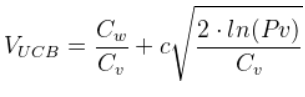 V_{UCB} = \frac{C_w}{C_v} + c\sqrt{\frac{2 \cdot ln(Pv)}{C_v}}